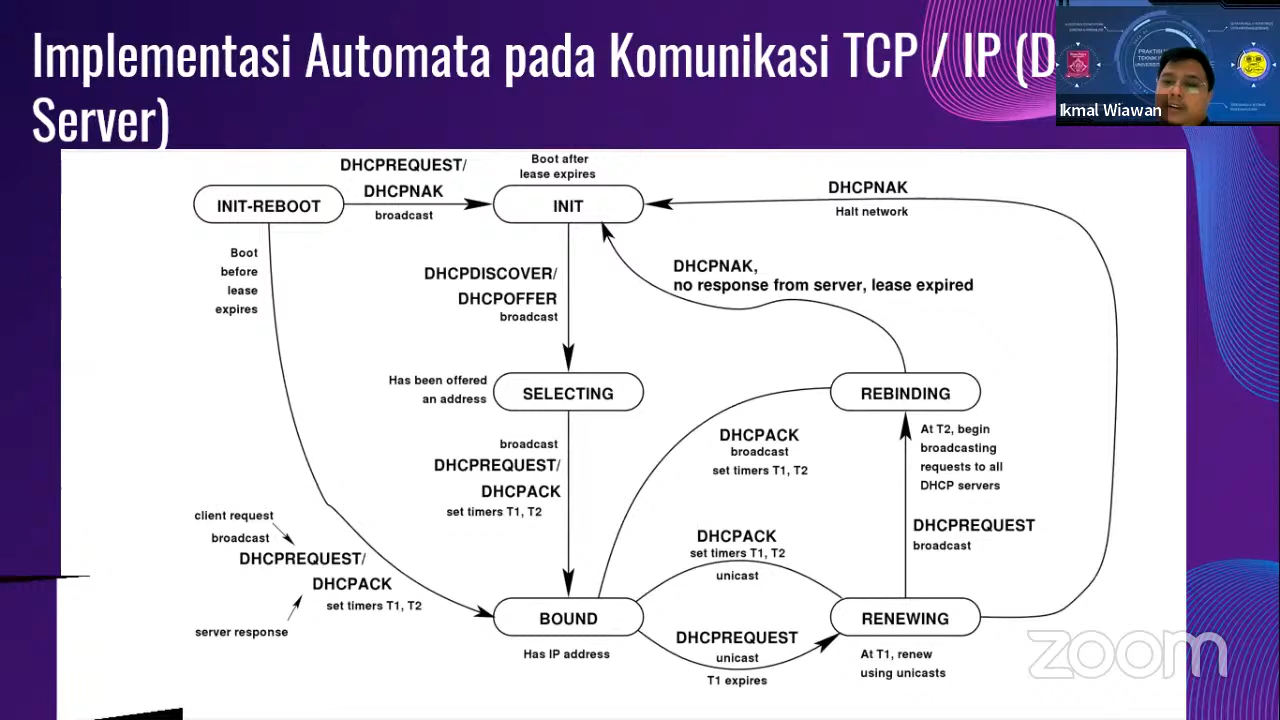 Implementasi Automata pada Komunikasi TCP / IP (D
Server)
Ikmal Wiawan
DHCPREQUEST/
DHCPNAK
broadcast
Boot after
lease expires
INIT-REBOOT
INIT
DHCPNAK
Halt network
Boot
before
lease
expires
DHCPDISCOVER/
DHCPOFFER
broadcast
DHCPNAK,
no response from server, lease expired
Has been offered
an address
SELECTING
REBINDING
broadcast
DHCPREQUEST/
DHCPACK
set timers T1, T2
DHCPACK
broadcast
set timers T1, T2
At T2, begin
broadcasting
requests to all
DHCP servers
client request
broadcast
DHCPREQUEST/
DHCPACK
set timers T1, T2
server response
DHCPACK
set timers T1, T2
unicast
DHCPREQUEST
broadcast
BOUND
Has IP address
DHCPREQUEST
unicast
T1 expires
RENEWING
At T1, renew
using unicasts
zoom